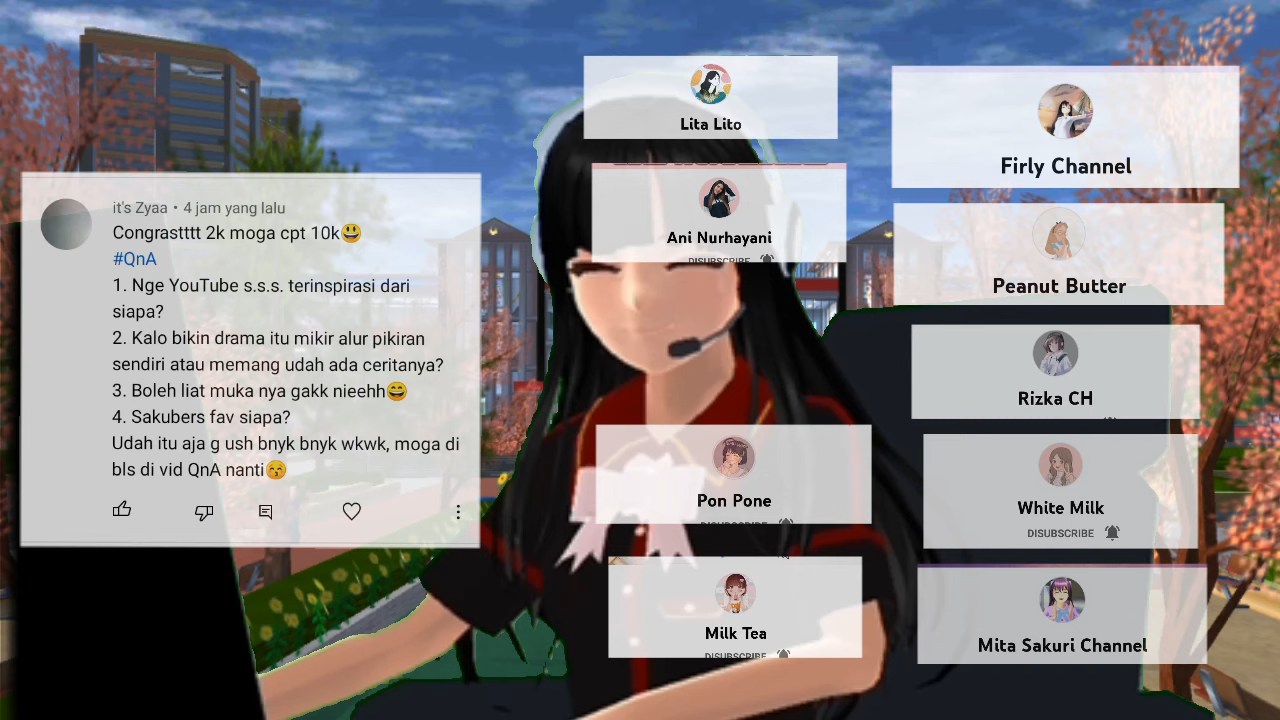 it's Zyaa • 4 jam yang lalu
Congrastttt 2k moga cpt 10k😃
#QnA
1. Nge YouTube s.s.s. terinspirasi dari
siapa?
2. Kalo bikin drama itu mikir alur pikiran
sendiri atau memang udah ada ceritanya?
3. Boleh liat muka nya gakk nieehh😄
4. Sakubers fav siapa?
Udah itu aja g ush bnyk bnyk wkwk, moga di
bls di vid QnA nanti😙
Lita Lito
Ani Nurhayani
DISUBSCRIBE
Pon Pone
DISUBSCRIBE
Milk Tea
DISUBSCRIBE
Firly Channel
Peanut Butter
Rizka CH
White Milk
DISUBSCRIBE
Mita Sakuri Channel